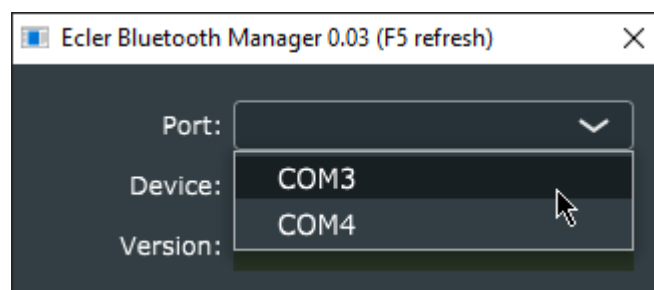 Ecler Bluetooth Manager 0.03 (F5 refresh)
Port:
COM3
Device:
COM4
Version: